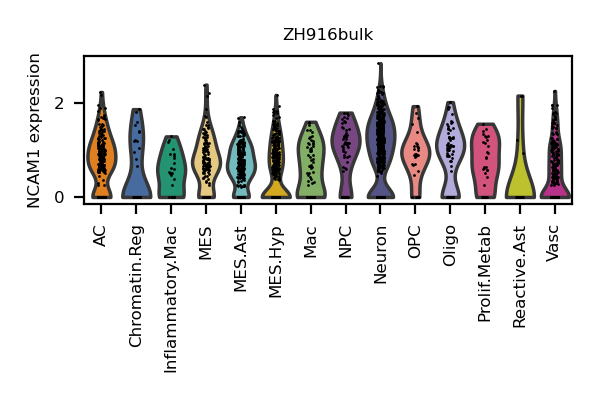 ZH916bulk
NCAM1 expression
2
0
AC
Chromatin.Reg
Inflammatory.Mac
MES
MES.Ast
MES.Hyp
Mac
NPC
Neuron
OPC
Oligo
Prolif.Metab
Reactive.Ast
Vasc